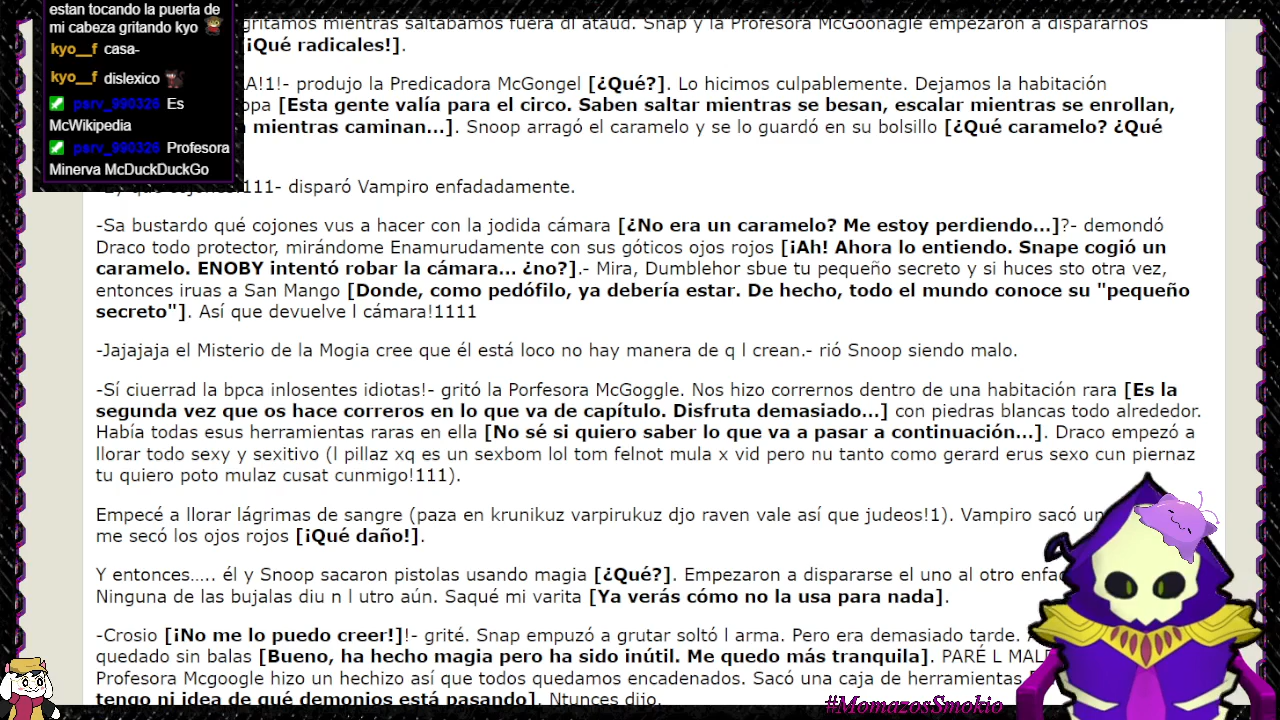 estan tocando la puerta de
mi cabeza gritando kyo
kyo__f casa-
kyo__f dislexico
psrv_990326 Es
McWikipedia
psrv_990326 Profesora
Minerva McDuckDuckGo
gritamos mientras saltábamos fuera dl ataud. Snap y la Profesora McGoonagle empezaron a dispararnos
¡Qué radicales!].
A!1!- produjo la Predicadora McGongel [¿Qué?]. Lo hicimos culpablemente. Dejamos la habitación
opa [Esta gente valía para el circo. Saben saltar mientras se besan, escalar mientras se enrollan,
mientras caminan...]. Snoop arragó el caramelo y se lo guardó en su bolsillo [¿Qué caramelo? ¿Qué
111- disparó Vampiro enfadadamente.
-Sa bustardo qué cojones vus a hacer con la jodida cámara [¿No era un caramelo? Me estoy perdiendo...]?- demondó
Draco todo protector, mirándome Enamurudamente con sus góticos ojos rojos [¡Ah! Ahora lo entiendo. Snape cogió un
caramelo. ENOBY intentó robar la cámara... ¿no?].- Mira, Dumblehor sbue tu pequeño secreto y si huces sto otra vez,
entonces iruas a San Mango [Donde, como pedófilo, ya debería estar. De hecho, todo el mundo conoce su "pequeño
secreto"]. Así que devuelve l cámara!1111
-Jajajaja el Misterio de la Mogia cree que él está loco no hay manera de q l crean.- rió Snoop siendo malo.
-Sí ciuerrad la bpca inlosentes idiotas!- gritó la Porfesora McGoggle. Nos hizo corrernos dentro de una habitación rara [Es la
segunda vez que os hace correros en lo que va de capítulo. Disfruta demasiado...] con piedras blancas todo alrededor.
Había todas esus herramientas raras en ella [No sé si quiero saber lo que va a pasar a continuación...]. Draco empezó a
llorar todo sexy y sexitivo (l pillaz xq es un sexbom lol tom felnot mula x vid pero nu tanto como gerard erus sexo cun piernaz
tu quiero poto mulaz cusat cunmigo!111).
Empecé a llorar lágrimas de sangre (paza en krunikuz varpirukuz djo raven vale así que judeos!1). Vampiro sacó un
me secó los ojos rojos [¡Qué daño!].
Y entonces….. él y Snoop sacaron pistolas usando magia [¿Qué?]. Empezaron a dispararse el uno al otro
Ninguna de las bujalas diu n l utro aún. Saqué mi varita [Ya verás cómo no la usa para nada].
-Crosio [¡No me lo puedo creer!]!- grité. Snap empuzó a grutar soltó l arma. Pero era demasiado tarde.
quedado sin balas [Bueno, ha hecho magia pero ha sido inútil. Me quedo más tranquila]. PARÉ L
Profesora Mcgoogle hizo un hechizo así que todos quedamos encadenados. Sacó una caja de herramientas
tengo ni idea de qué demonios está pasando]. Ntunces dijo.
#MomazosSmokio